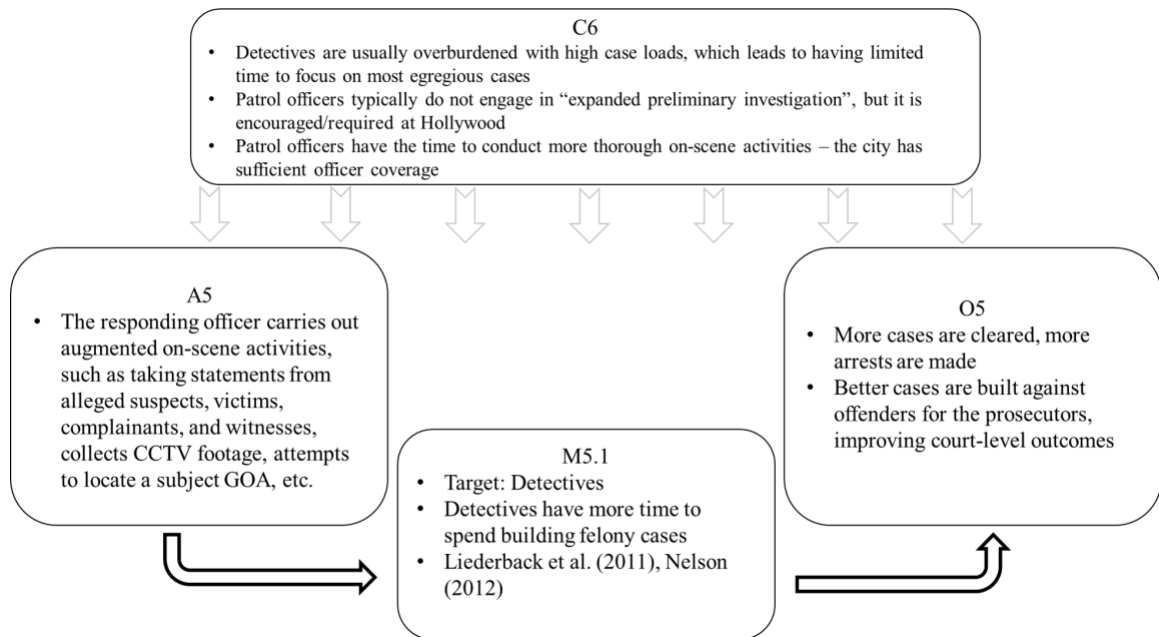 C6
• Detectives are usually overburdened with high case loads, which leads to having limited
time to focus on most egregious cases
• Patrol officers typically do not engage in “expanded preliminary investigation”, but it is
encouraged/required at Hollywood
• Patrol officers have the time to conduct more thorough on-scene activities – the city has
sufficient officer coverage
A5
• The responding officer carries out
augmented on-scene activities,
such as taking statements from
alleged suspects, victims,
complainants, and witnesses,
collects CCTV footage, attempts
to locate a subject GOA, etc.
M5.1
• Target: Detectives
• Detectives have more time to
spend building felony cases
• Liederback et al. (2011), Nelson
(2012)
O5
• More cases are cleared, more
arrests are made
• Better cases are built against
offenders for the prosecutors,
improving court-level outcomes